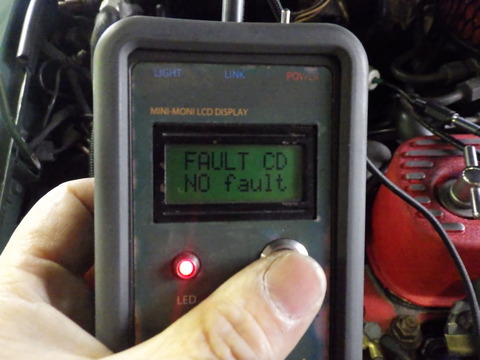 LIGHT LINK POWER
MINI-MONI LCD DISPLAY
FAULT CD
NO fault
LED